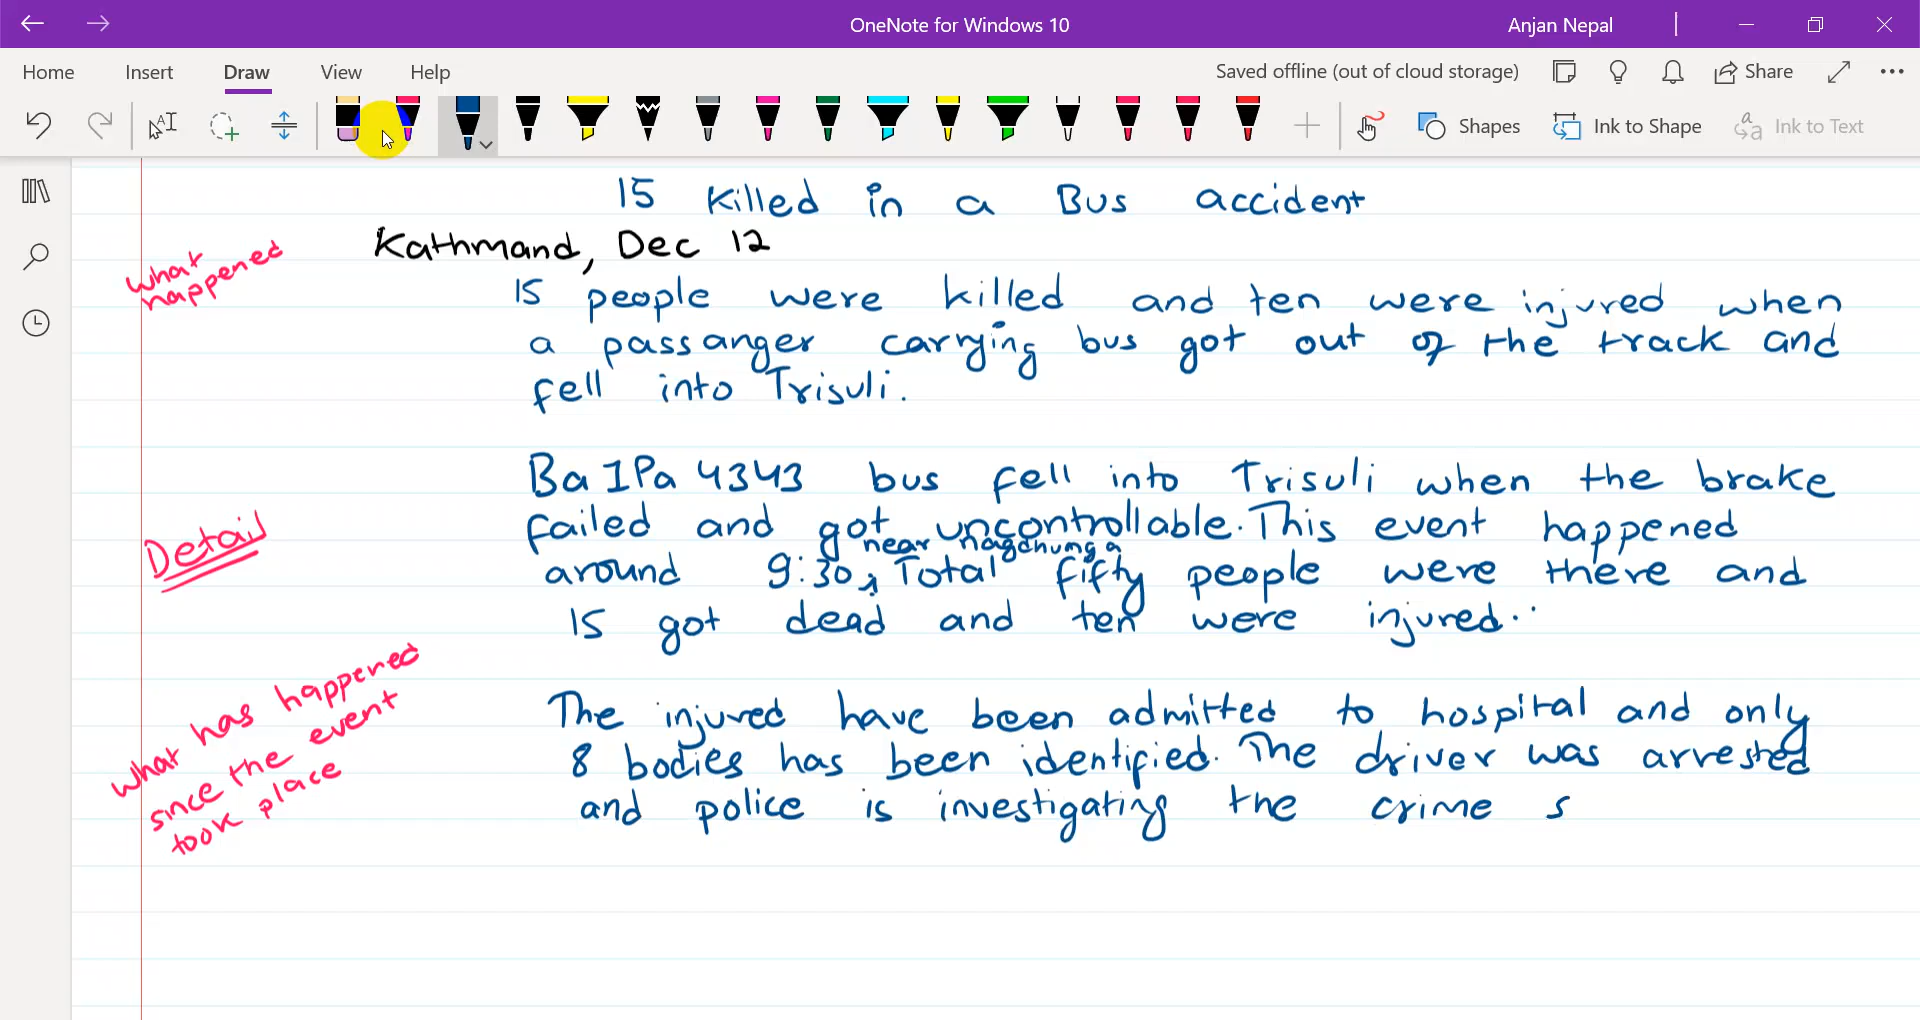 OneNote for Windows 10
Anjan Nepal
Home Insert Draw View Help
Saved offline (out of cloud storage)
Share
Shapes
Ink to Shape
Ink to Text
15 killed in a Bus accident
Kathmand, Dec 12
what
happened
15 people were killed and ten were injured when
a passanger carrying bus got out of the track and
fell into Trisuli.
Ba 1Pa 4343 bus fell into Trisuli when the brake
failed and got uncontrollable. This event happened
near nagdhunga
around 9:30. Total fifty people were there and
15 got dead and ten were injured.
Detail
The injured have been admitted to hospital and only
8 bodies has been identified. The driver was arrested
and police is investigating the crime s
what has happened
since the event
took place